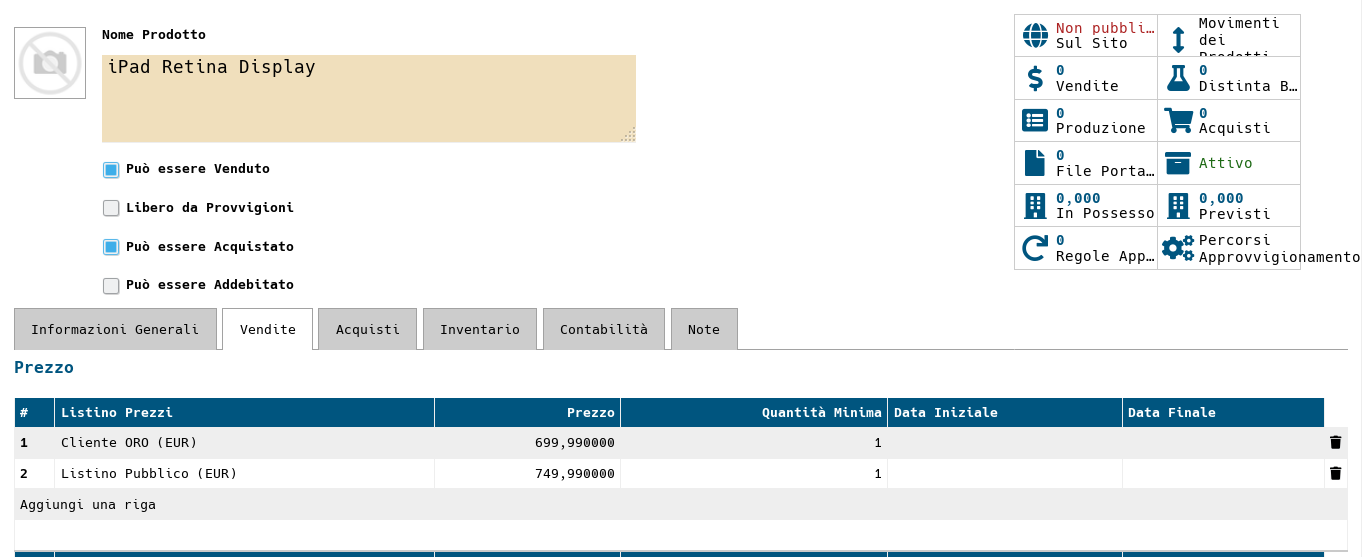 Nome Prodotto
iPad Retina Display
Può essere Venduto
Libero da Provvigioni
Può essere Acquistato
Può essere Addebitato
Non pubbli…
Sul Sito
Movimenti
dei
Prodotti
0
Vendite
0
Distinta B…
0
Produzione
0
Acquisti
0
File Porta…
Attivo
0,000
In Possesso
0,000
Previsti
0
Regole App…
Percorsi
Approvvigionamento
Informazioni Generali Vendite Acquisti Inventario Contabilità Note
Prezzo
# Listino Prezzi Prezzo Quantità Minima Data Iniziale Data Finale
1 Cliente ORO (EUR) 699,990000 1
2 Listino Pubblico (EUR) 749,990000 1
Aggiungi una riga